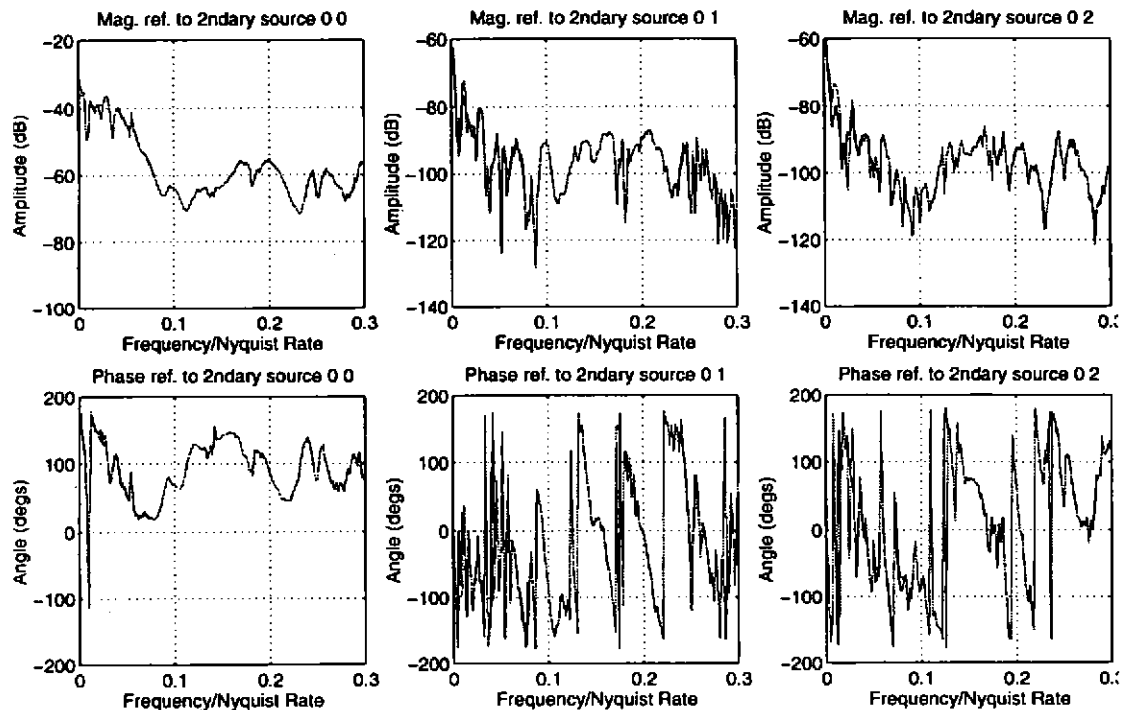 Mag. ref. to 2ndary source 0 0
Mag. ref. to 2ndary source 0 1
Mag. ref. to 2ndary source 0 2
Amplitude (dB)
−20
−40
−60
−80
−100
0
0.1
0.2
0.3
Frequency/Nyquist Rate
Amplitude (dB)
−60
−80
−100
−120
−140
0
0.1
0.2
0.3
Frequency/Nyquist Rate
Amplitude (dB)
−60
−80
−100
−120
−140
0
0.1
0.2
Frequency/Nyquist Rate
Phase ref. to 2ndary source 0 0
Phase ref. to 2ndary source 0 1
Phase ref. to 2ndary source 0 2
Angle (degs)
200
100
0
−100
−200
0
0.1
0.2
0.3
Frequency/Nyquist Rate
Angle (degs)
200
100
0
−100
−200
0
0.1
0.2
0.3
Frequency/Nyquist Rate
Angle (degs)
200
100
0
−100
−200
0
0.1
0.2
Frequency/Nyquist Rate